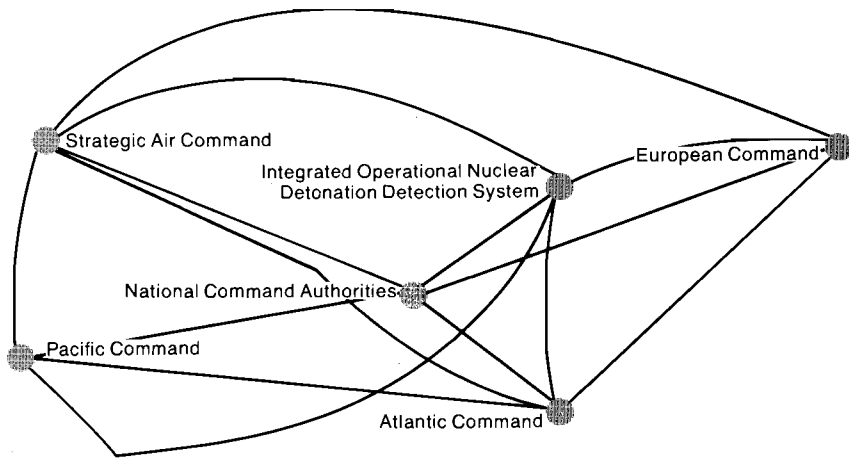 Strategic Air Command
European Command
Integrated Operational Nuclear
Detonation Detection System
National Command Authorities
Pacific Command
Atlantic Command